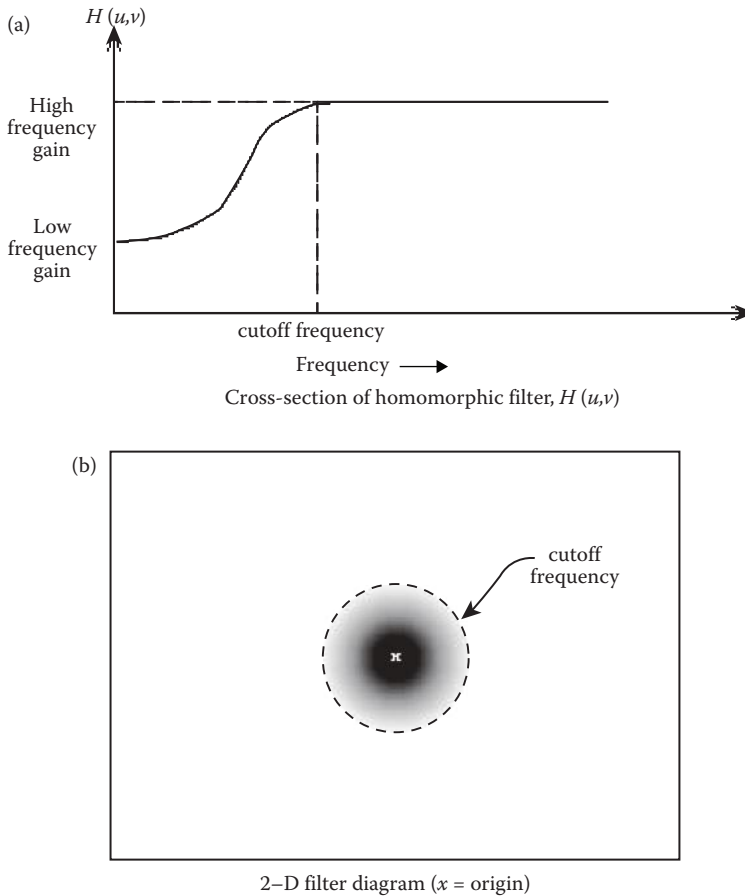 (a)
H (u,v)
High
frequency
gain
Low
frequency
gain
cutoff frequency
Frequency
Cross-section of homomorphic filter, H (u,v)
(b)
cutoff
frequency
x
2–D filter diagram (x = origin)